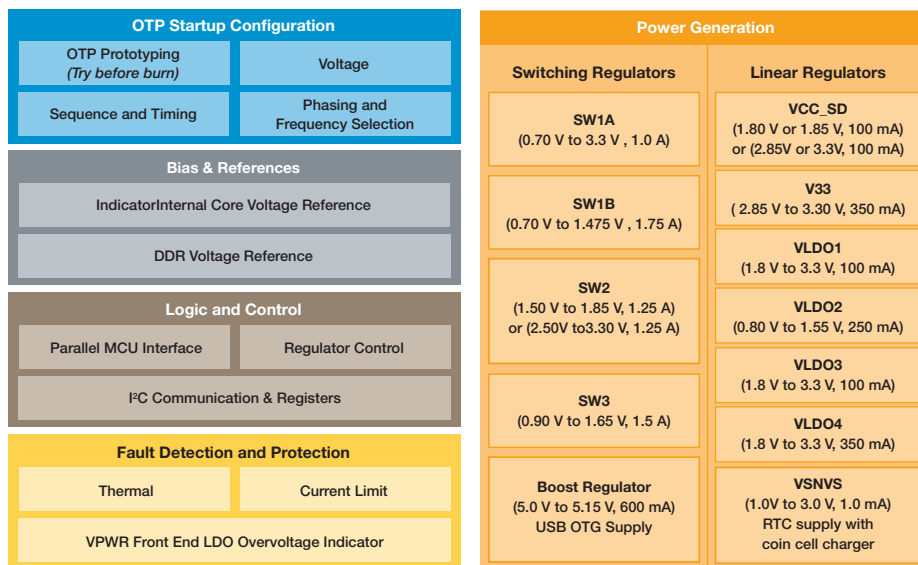 OTP Startup Configuration
OTP Prototyping
(Try before burn)
Voltage
Sequence and Timing
Phasing and
Frequency Selection
Bias & References
IndicatorInternal Core Voltage Reference
DDR Voltage Reference
Logic and Control
Parallel MCU Interface
Regulator Control
I²C Communication & Registers
Fault Detection and Protection
Thermal
Current Limit
VPWR Front End LDO Overvoltage Indicator
Power Generation
Switching Regulators
SW1A
(0.70 V to 3.3 V , 1.0 A)
SW1B
(0.70 V to 1.475 V , 1.75 A)
SW2
(1.50 V to 1.85 V, 1.25 A)
or (2.50V to3.30 V, 1.25 A)
SW3
(0.90 V to 1.65 V, 1.5 A)
Boost Regulator
(5.0 V to 5.15 V, 600 mA)
USB OTG Supply
Linear Regulators
VCC_SD
(1.80 V or 1.85 V, 100 mA)
or (2.85V or 3.3V, 100 mA)
V33
( 2.85 V to 3.30 V, 350 mA)
VLDO1
(1.8 V to 3.3 V, 100 mA)
VLDO2
(0.80 V to 1.55 V, 250 mA)
VLDO3
(1.8 V to 3.3 V, 100 mA)
VLDO4
(1.8 V to 3.3 V, 350 mA)
VSNVS
(1.0V to 3.0 V, 1.0 mA)
RTC supply with
coin cell charger